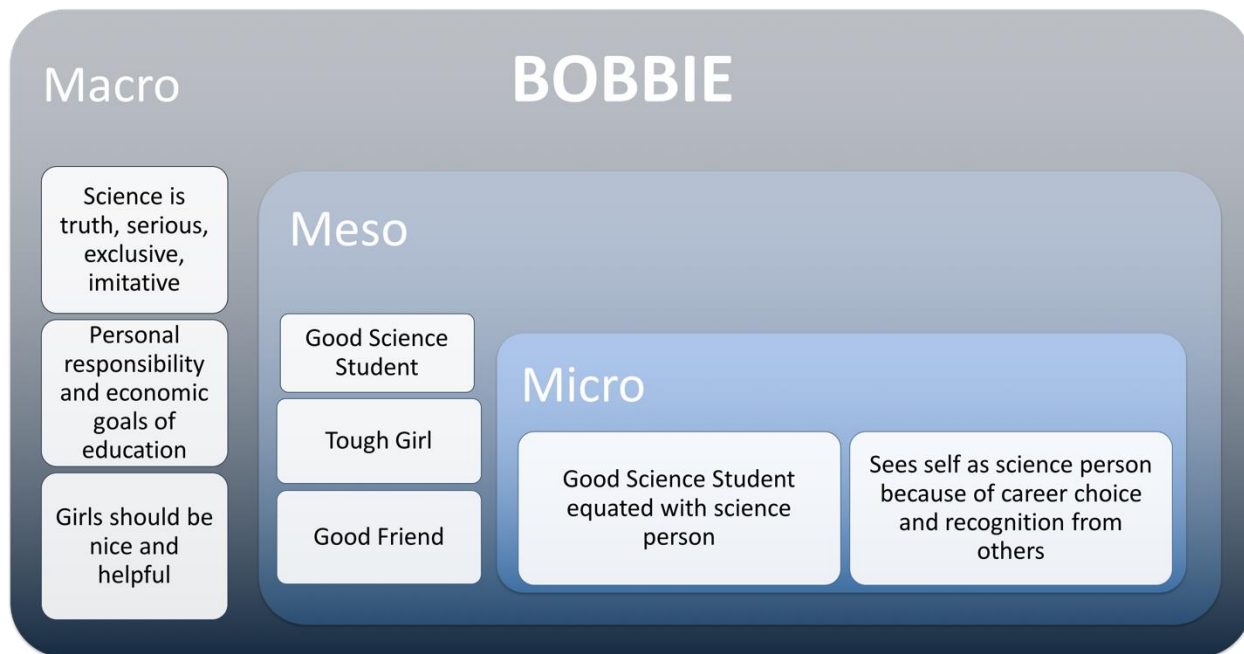 Macro
BOBBIE
Science is
truth, serious,
exclusive,
imitative
Personal
responsibility
and economic
goals of
education
Girls should be
nice and
helpful
Meso
Good Science
Student
Tough Girl
Good Friend
Micro
Good Science Student
equated with science
person
Sees self as science person
because of career choice
and recognition from
others